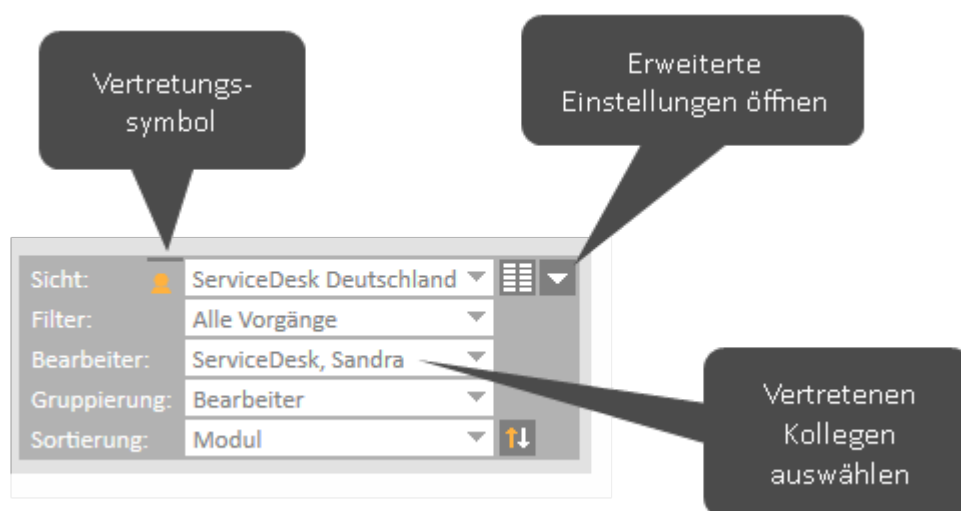 Vertretungs-
symbol
Erweiterte
Einstellungen öffnen
Sicht: ServiceDesk Deutschland
Filter: Alle Vorgänge
Bearbeiter: ServiceDesk, Sandra
Gruppierung: Bearbeiter
Sortierung: Modul
Vertretenen
Kollegen
auswählen